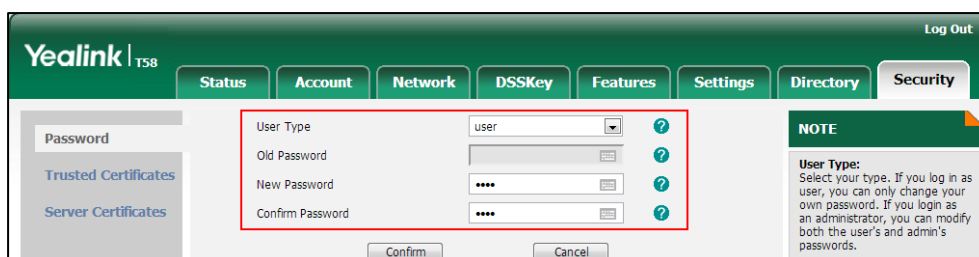 Log Out
Yealink T58
Status Account Network DSSKey Features Settings Directory Security
Password
Trusted Certificates
Server Certificates
User Type user
Old Password
New Password ••••
Confirm Password ••••
Confirm Cancel
NOTE
User Type:
Select your type. If you log in as
user, you can only change your
own password. If you login as
an administrator, you can modify
both the user's and admin's
passwords.